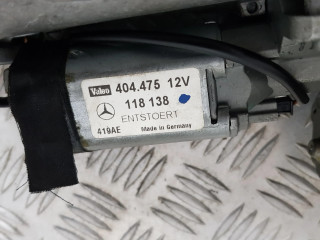 Valeo 404.475 12V
118 138
ENTSTOERT
419AE Made in Germany